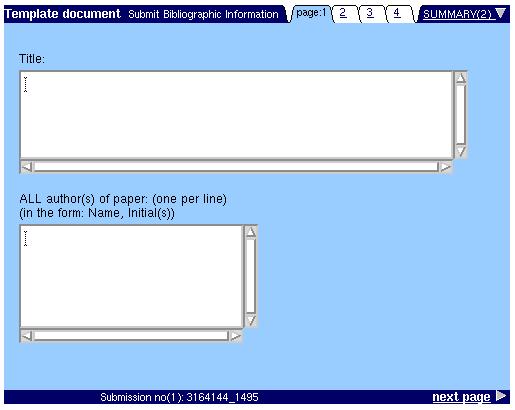 Template document Submit Bibliographic Information page:1 2 3 4 SUMMARY(2)
Title:
ALL author(s) of paper: (one per line)
(in the form: Name, Initial(s))
Submission no(1): 3164144_1495 next page